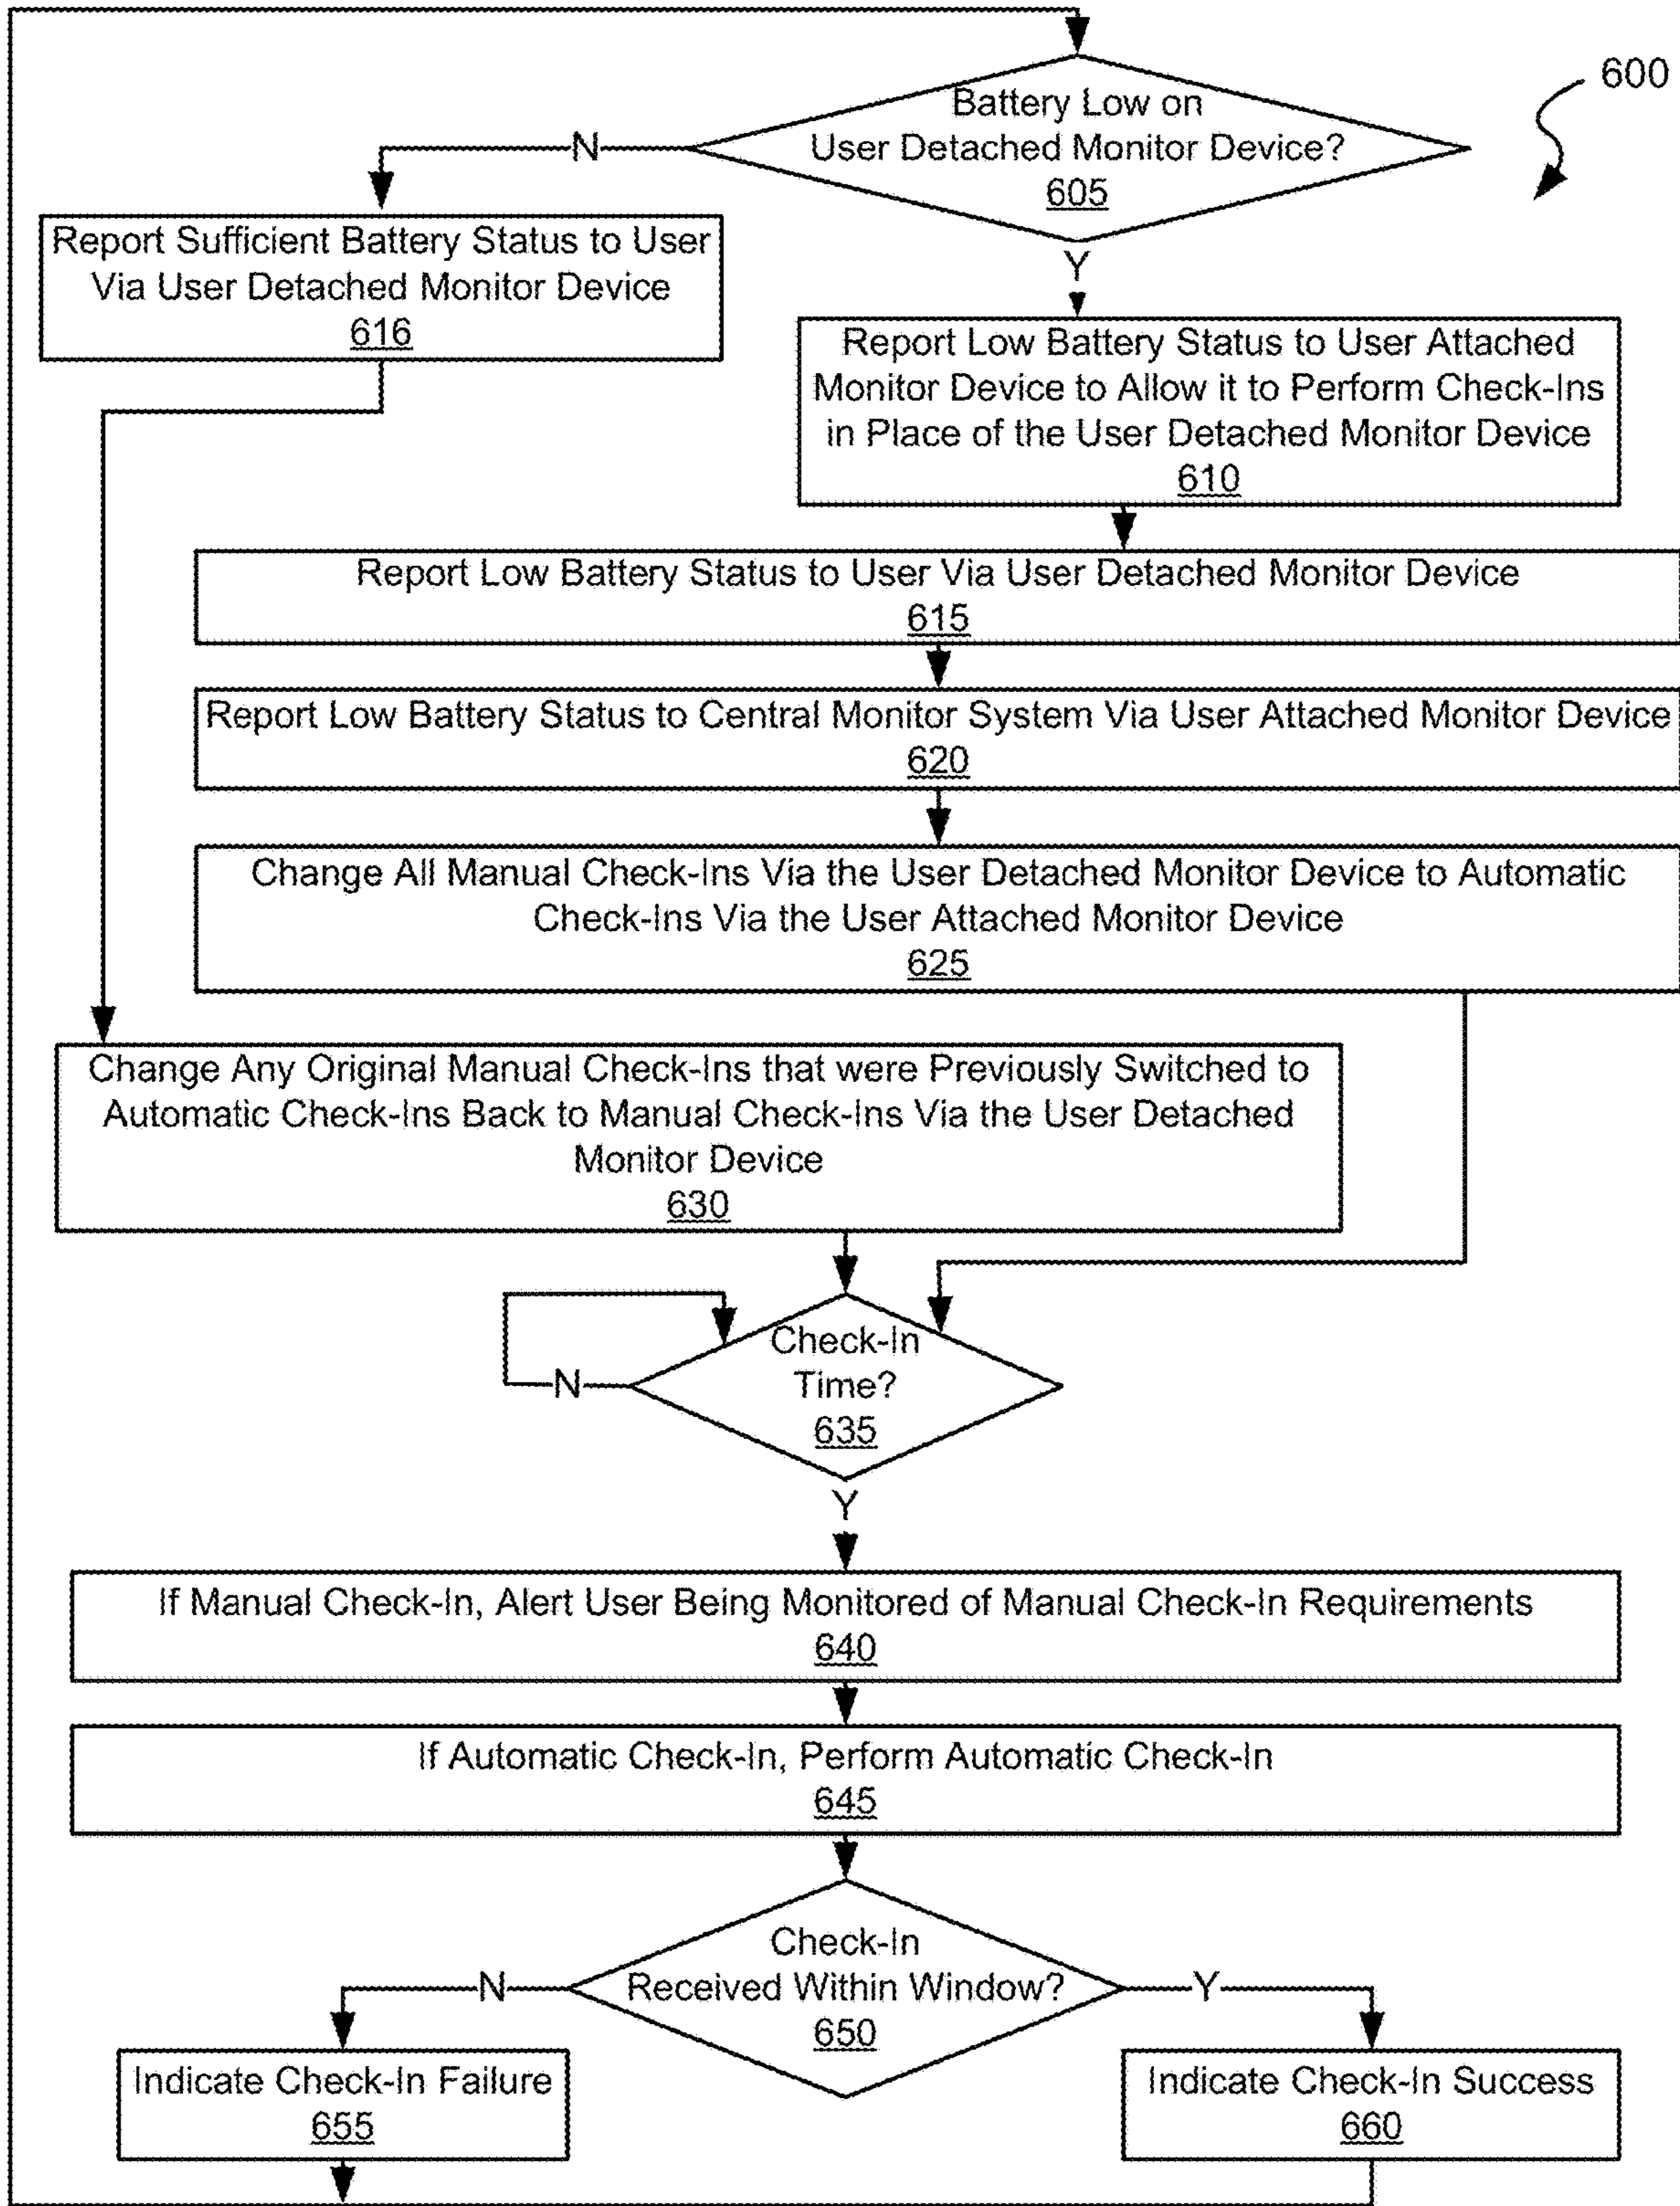 600
Battery Low on
User Detached Monitor Device?
605
N
Y
Report Sufficient Battery Status to User
Via User Detached Monitor Device
616
Report Low Battery Status to User Attached
Monitor Device to Allow it to Perform Check-Ins
in Place of the User Detached Monitor Device
610
Report Low Battery Status to User Via User Detached Monitor Device
615
Report Low Battery Status to Central Monitor System Via User Attached Monitor Device
620
Change All Manual Check-Ins Via the User Detached Monitor Device to Automatic
Check-Ins Via the User Attached Monitor Device
625
Change Any Original Manual Check-Ins that were Previously Switched to
Automatic Check-Ins Back to Manual Check-Ins Via the User Detached
Monitor Device
630
Check-In
Time?
635
N
Y
If Manual Check-In, Alert User Being Monitored of Manual Check-In Requirements
640
If Automatic Check-In, Perform Automatic Check-In
645
Check-In
Received Within Window?
650
N
Y
Indicate Check-In Failure
655
Indicate Check-In Success
660